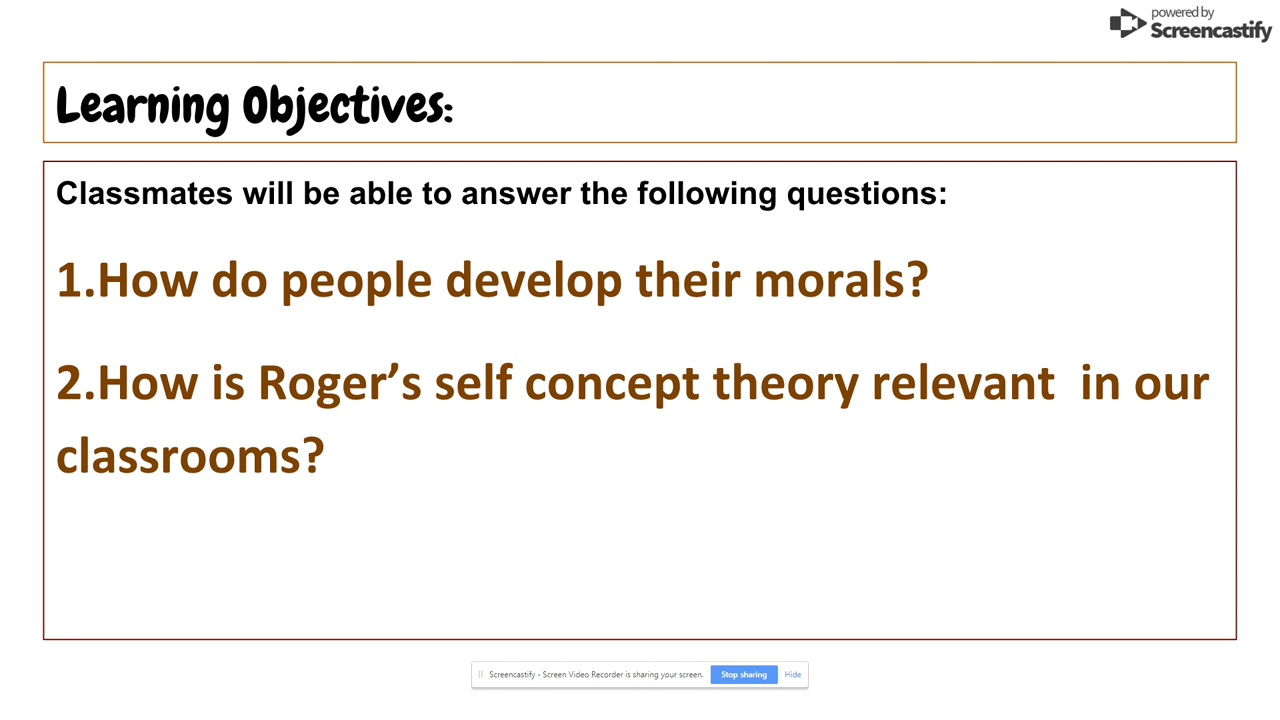 powered by
Screencastify
Learning Objectives:
Classmates will be able to answer the following questions:
1.How do people develop their morals?
2.How is Roger’s self concept theory relevant  in our
classrooms?
Screencastify - Screen Video Recorder is sharing your screen. Stop sharing Hide